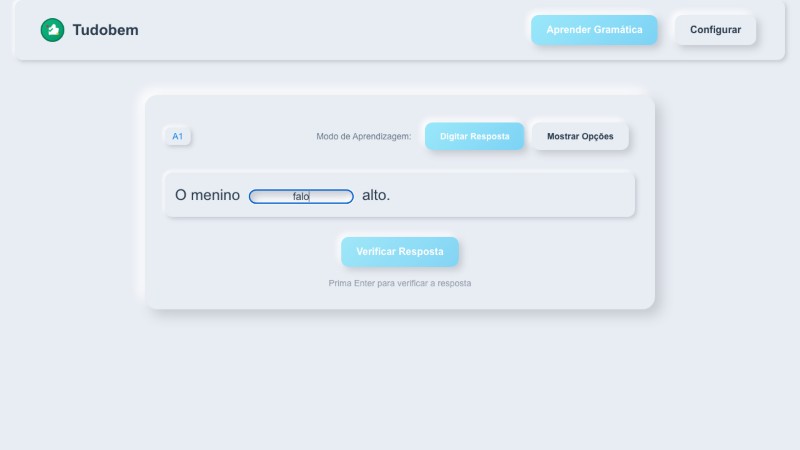 Tudobem
Aprender Gramática
Configurar
A1
Modo de Aprendizagem:
Digitar Resposta
Mostrar Opções
O menino falo alto.
Verificar Resposta
Prima Enter para verificar a resposta